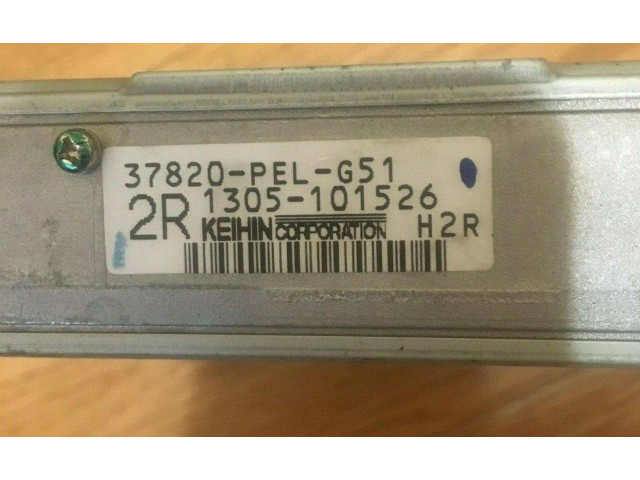 37820-PEL-G51
2R 1305-101526
KEIHIN CORPORATION H2R